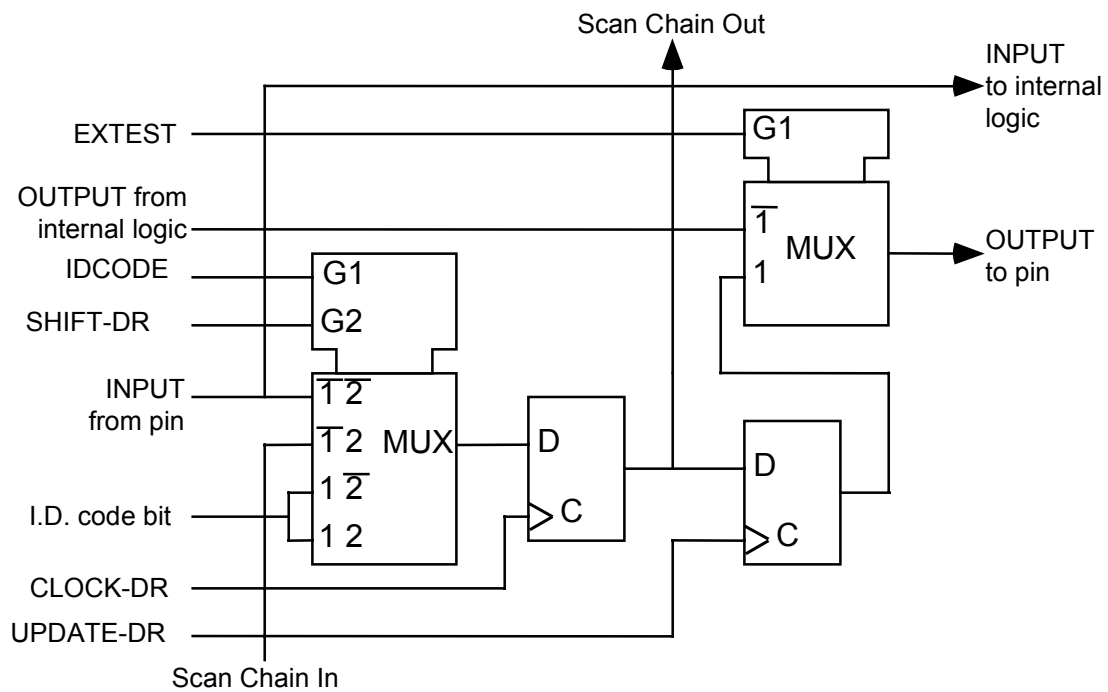 Scan Chain Out
INPUT
to internal
logic
EXTEST
G1
OUTPUT from
internal logic
1̅
MUX
1
OUTPUT
to pin
IDCODE
G1
SHIFT-DR
G2
INPUT
from pin
1̅ 2̅
1̅ 2
MUX
1 2̅
1 2
D
C
D
C
I.D. code bit
CLOCK-DR
UPDATE-DR
Scan Chain In